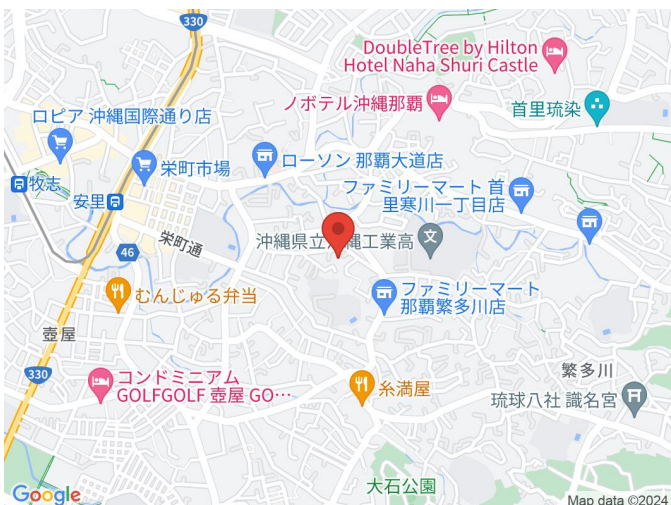 330
DoubleTree by Hilton
Hotel Naha Shuri Castle
ロピア 沖縄国際通り店
ノボテル沖縄那覇
首里琉染
栄町市場
ローソン 那覇大道店
牧志
ファミリーマート 首
里寒川一丁目店
安里
栄町通
46
沖縄県立沖縄工業高
むんじゅる弁当
ファミリーマート
那覇繁多川店
壺屋
330
コンドミニアム
GOLFGOLF 壺屋 GO…
繁多川
糸満屋
琉球八社 識名宮
大石公園
Google
Map data ©2024